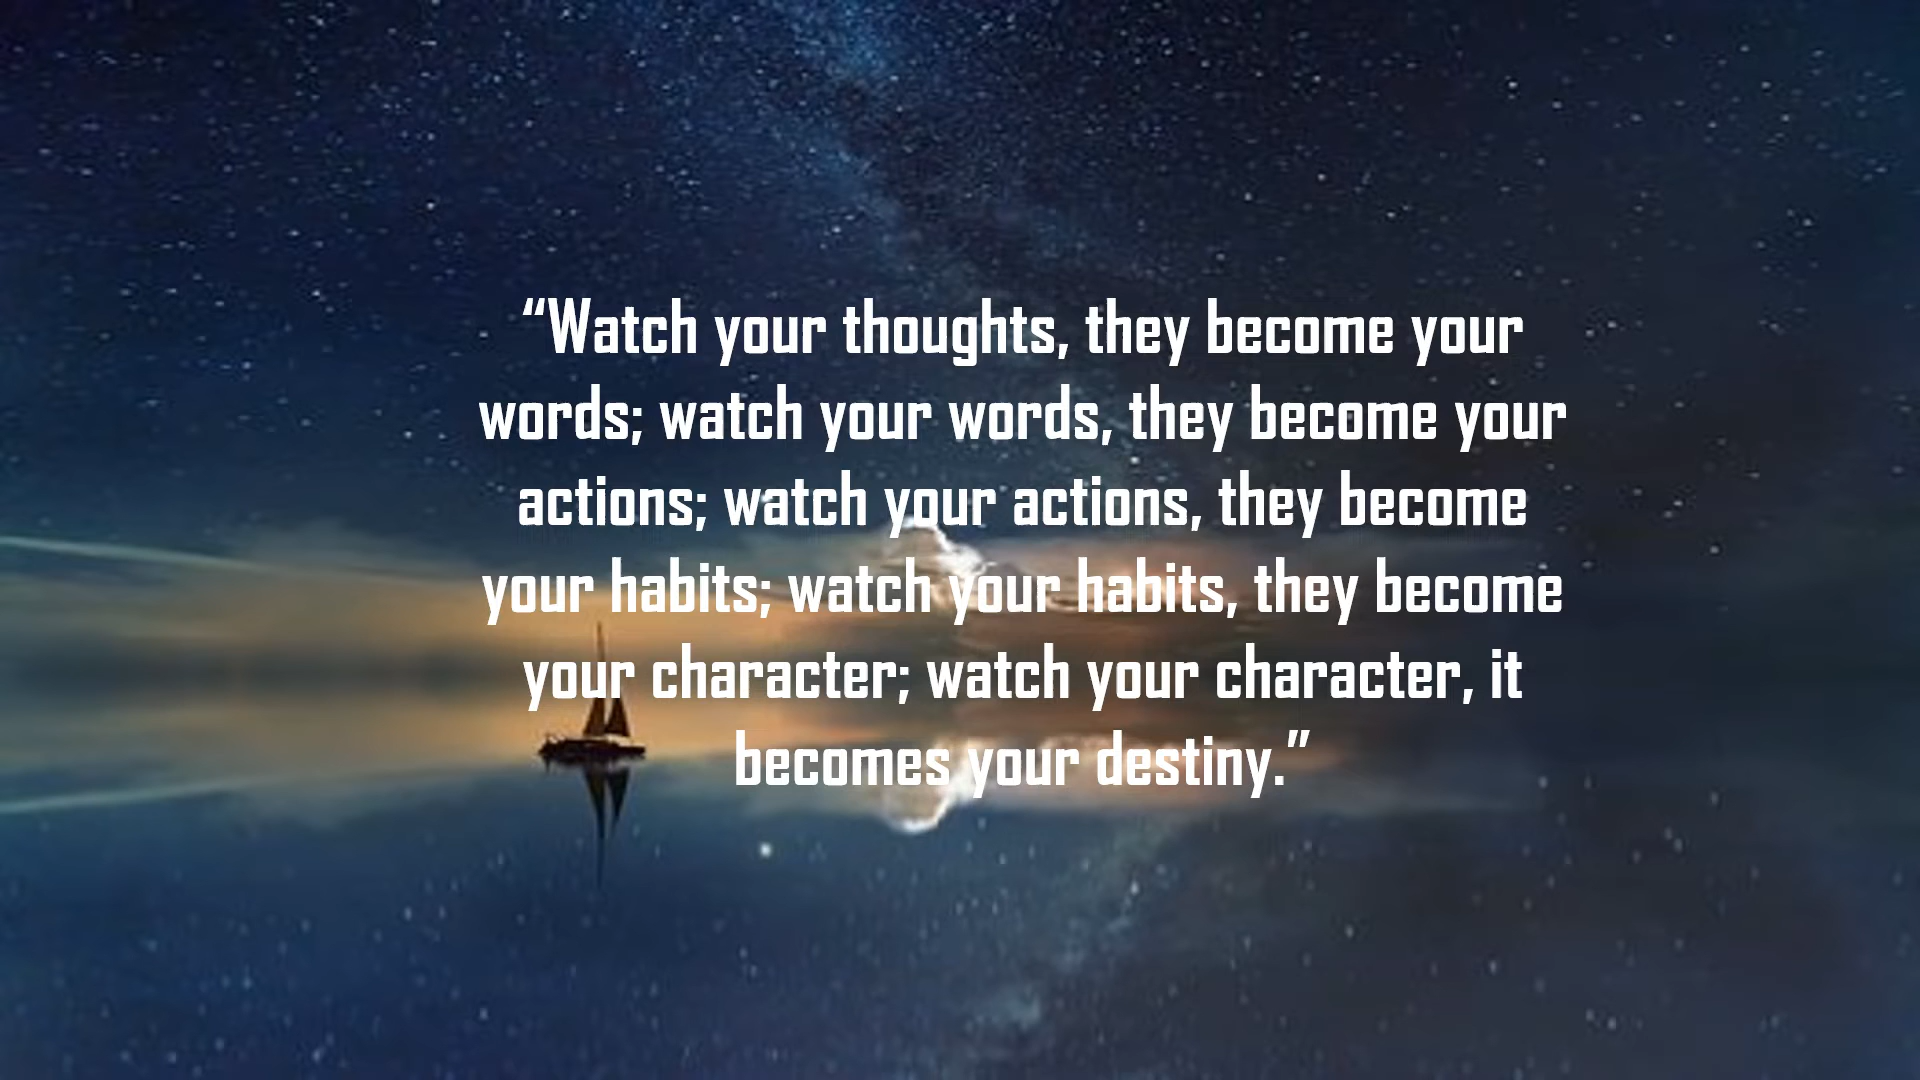 “Watch your thoughts, they become your
words; watch your words, they become your
actions; watch your actions, they become
your habits; watch your habits, they become
your character; watch your character, it
becomes your destiny.”